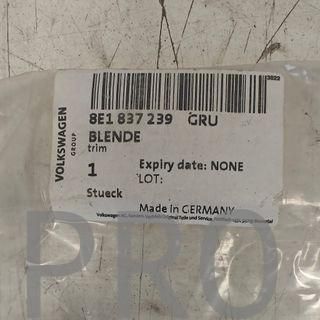 VOLKSWAGEN
GROUP
8E1 837 239 GRU
BLENDE
trim
1
Expiry date: NONE
LOT:
Stueck
Made in GERMANY
PRO